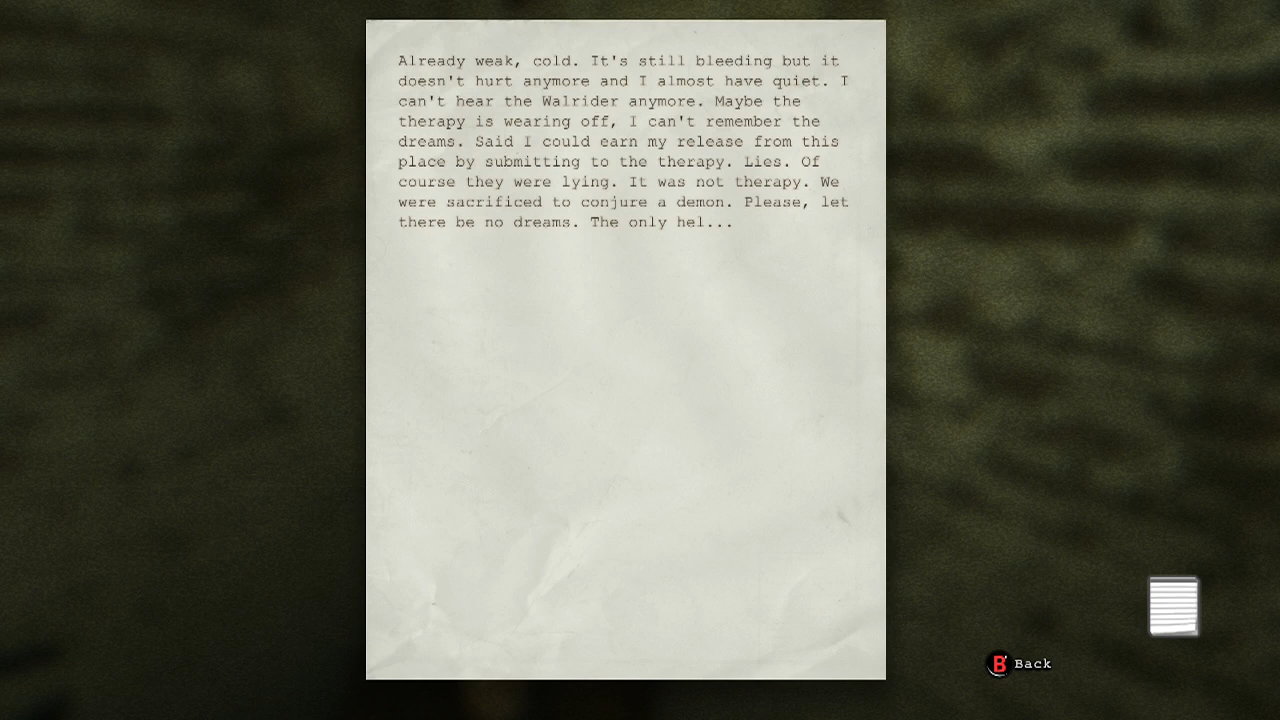 Already weak, cold. It's still bleeding but it
doesn't hurt anymore and I almost have quiet. I
can't hear the Walrider anymore. Maybe the
therapy is wearing off, I can't remember the
dreams. Said I could earn my release from this
place by submitting to the therapy. Lies. Of
course they were lying. It was not therapy. We
were sacrificed to conjure a demon. Please, let
there be no dreams. The only hel...
B Back